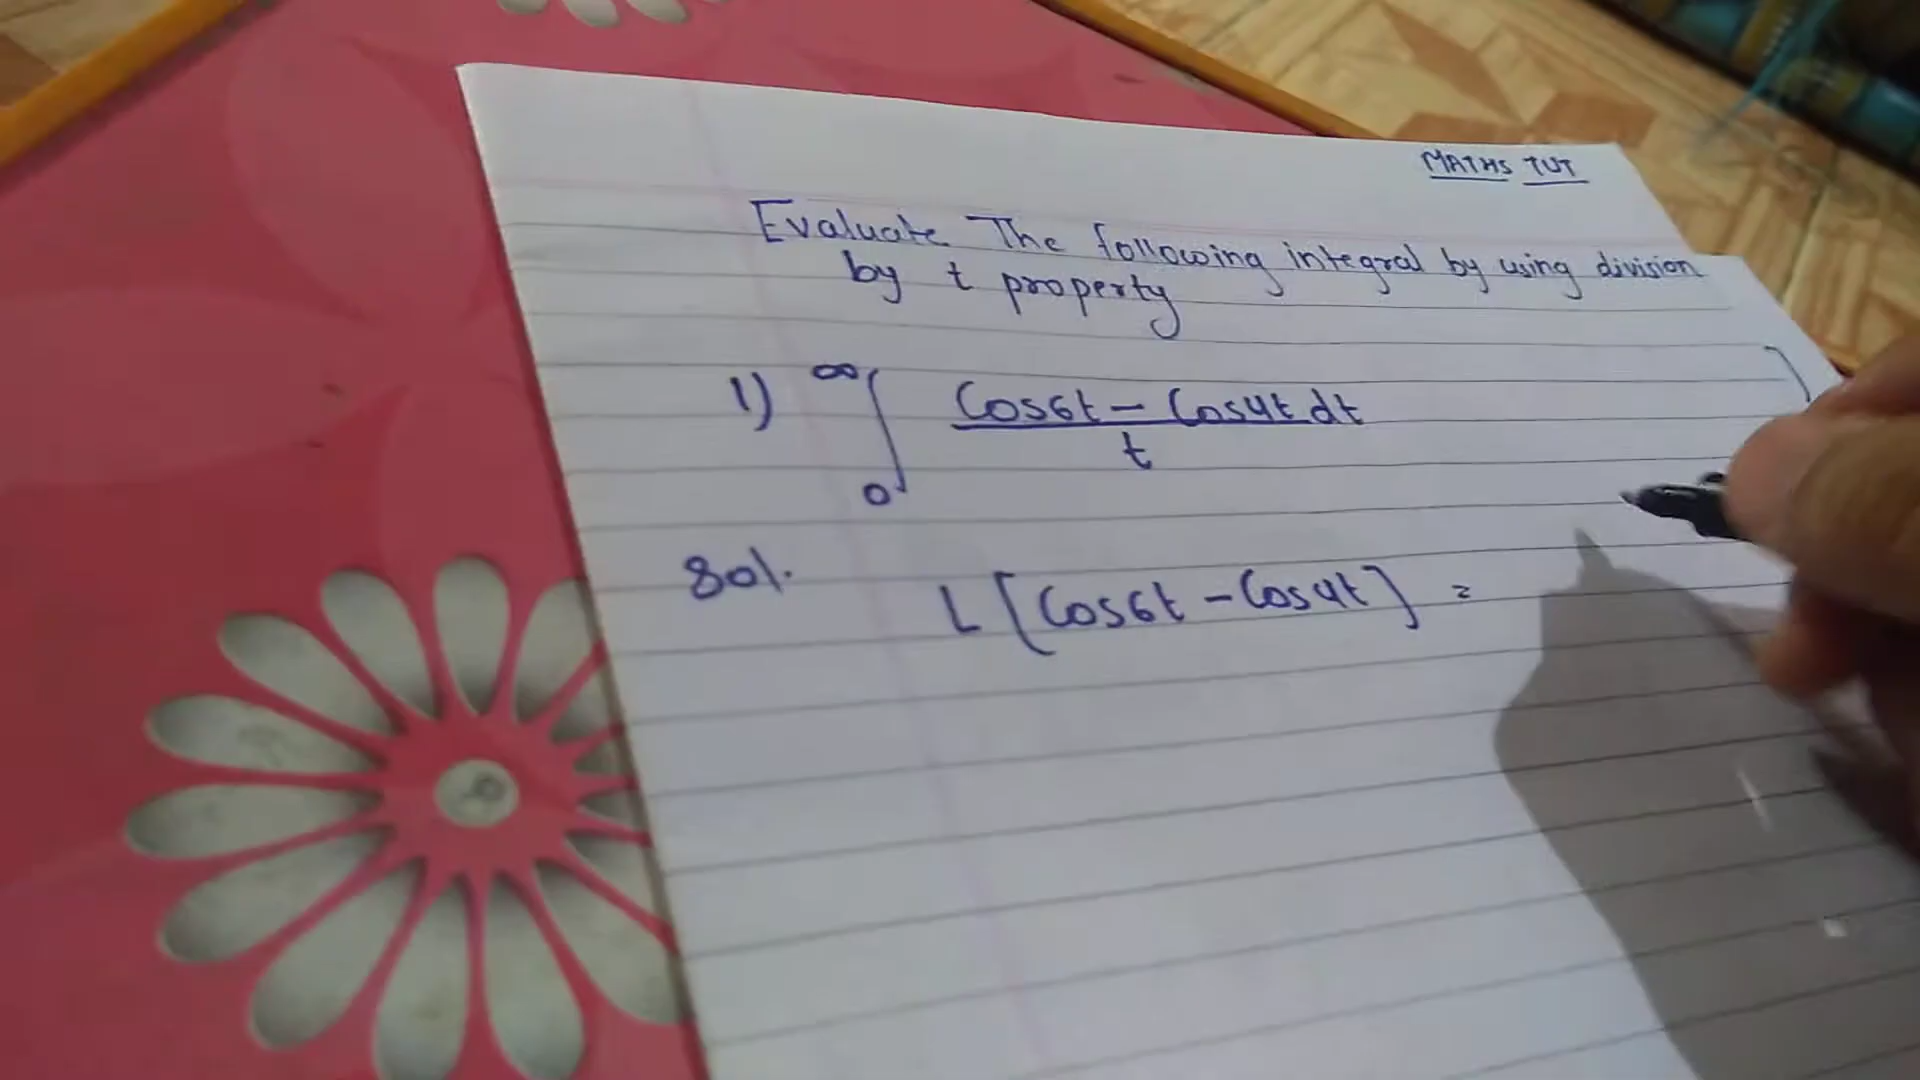 MATHS TUT
Evaluate The following integral by using division
by t property
1) ∞∫0 Cos6t - Cos4t dt / t
Sol.
L [Cos6t - Cos4t] =